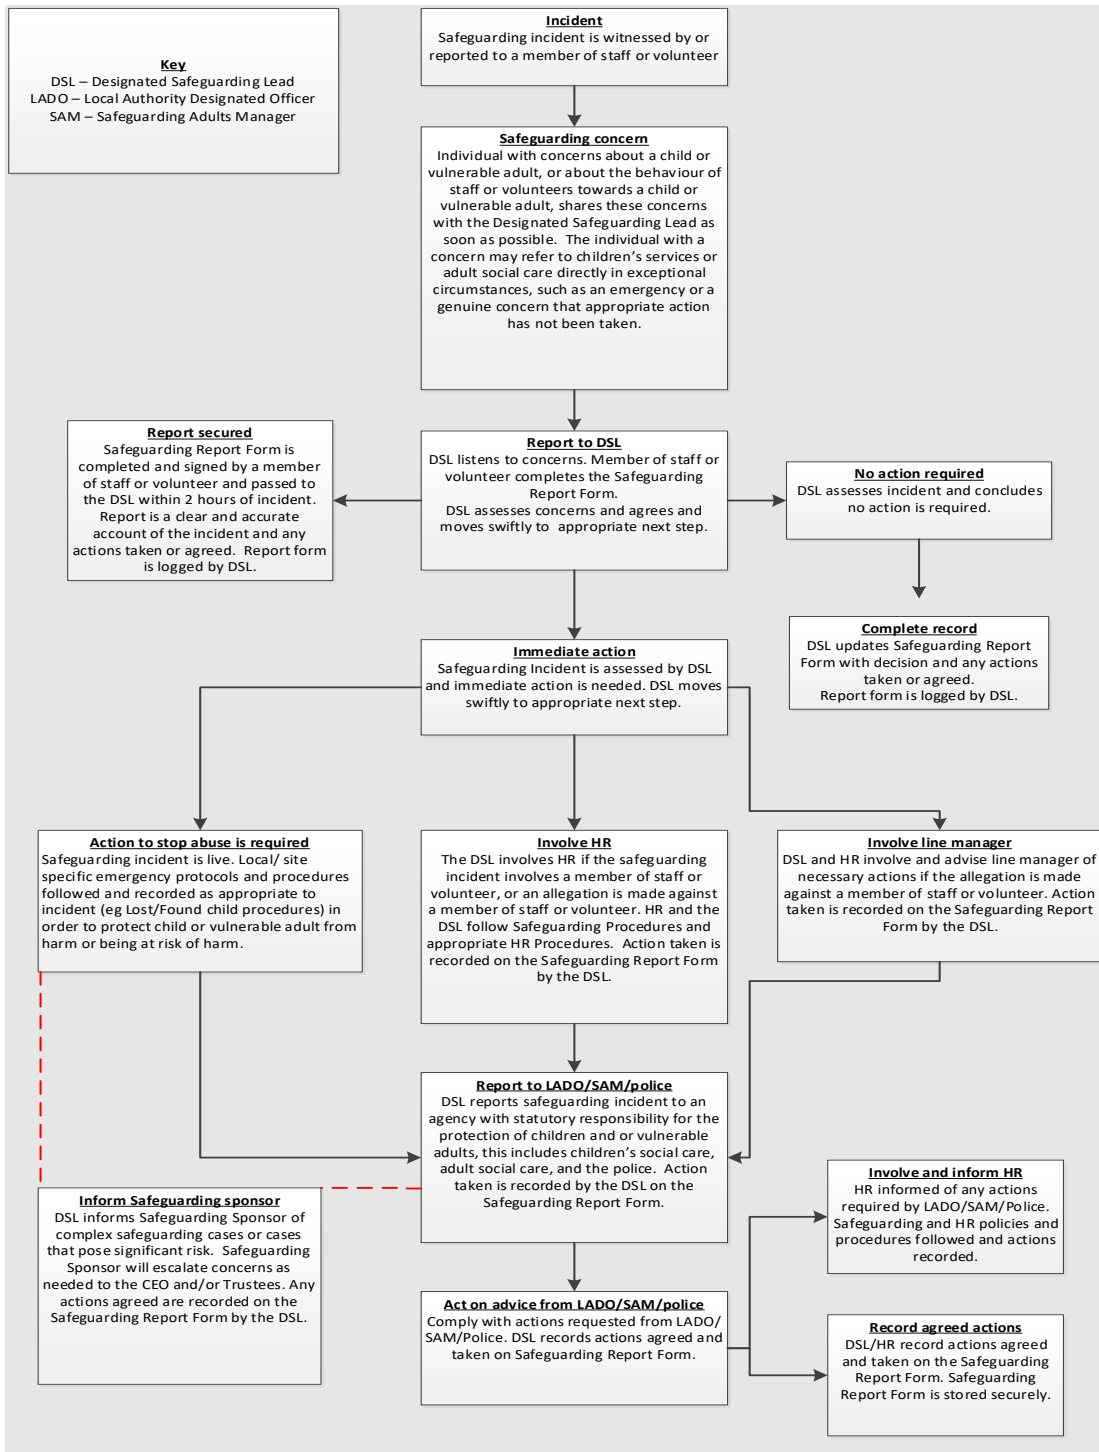 Key
DSL – Designated Safeguarding Lead
LADO – Local Authority Designated Officer
SAM – Safeguarding Adults Manager
Incident
Safeguarding incident is witnessed by or
reported to a member of staff or volunteer
Safeguarding concern
Individual with concerns about a child or
vulnerable adult, or about the behaviour of
staff or volunteers towards a child or
vulnerable adult, shares these concerns
with the Designated Safeguarding Lead as
soon as possible.  The individual with a
concern may refer to children’s services or
adult social care directly in exceptional
circumstances, such as an emergency or a
genuine concern that appropriate action
has not been taken.
Report secured
Safeguarding Report Form is
completed and signed by a member
of staff or volunteer and passed to
the DSL within 2 hours of incident.
Report is a clear and accurate
account of the incident and any
actions taken or agreed.  Report form
is logged by DSL.
Report to DSL
DSL listens to concerns. Member of staff or
volunteer completes the Safeguarding
Report Form.
DSL assesses concerns and agrees and
moves swiftly to  appropriate next step.
No action required
DSL assesses incident and concludes
no action is required.
Complete record
DSL updates Safeguarding Report
Form with decision and any actions
taken or agreed.
Report form is logged by DSL.
Immediate action
Safeguarding Incident is assessed by DSL
and immediate action is needed. DSL moves
swiftly to appropriate next step.
Action to stop abuse is required
Safeguarding incident is live. Local/ site
specific emergency protocols and procedures
followed and recorded as appropriate to
incident (eg Lost/Found child procedures) in
order to protect child or vulnerable adult from
harm or being at risk of harm.
Involve HR
The DSL involves HR if the safeguarding
incident involves a member of staff or
volunteer, or an allegation is made against
a member of staff or volunteer. HR and the
DSL follow Safeguarding Procedures and
appropriate HR Procedures.  Action taken is
recorded on the Safeguarding Report Form
by the DSL.
Involve line manager
DSL and HR involve and advise line manager of
necessary actions if the allegation is made
against a member of staff or volunteer. Action
taken is recorded on the Safeguarding Report
Form by the DSL.
Report to LADO/SAM/police
DSL reports safeguarding incident to an
agency with statutory responsibility for the
protection of children and or vulnerable
adults, this includes children’s social care,
adult social care, and the police.  Action
taken is recorded by the DSL on the
Safeguarding Report Form.
Inform Safeguarding sponsor
DSL informs Safeguarding Sponsor of
complex safeguarding cases or cases
that pose significant risk.  Safeguarding
Sponsor will escalate concerns as
needed to the CEO and/or Trustees. Any
actions agreed are recorded on the
Safeguarding Report Form by the DSL.
Involve and inform HR
HR informed of any actions
required by LADO/SAM/Police.
Safeguarding and HR policies and
procedures followed and actions
recorded.
Act on advice from LADO/SAM/police
Comply with actions requested from LADO/
SAM/Police. DSL records actions agreed and
taken on Safeguarding Report Form.
Record agreed actions
DSL/HR record actions agreed
and taken on the Safeguarding
Report Form. Safeguarding
Report Form is stored securely.